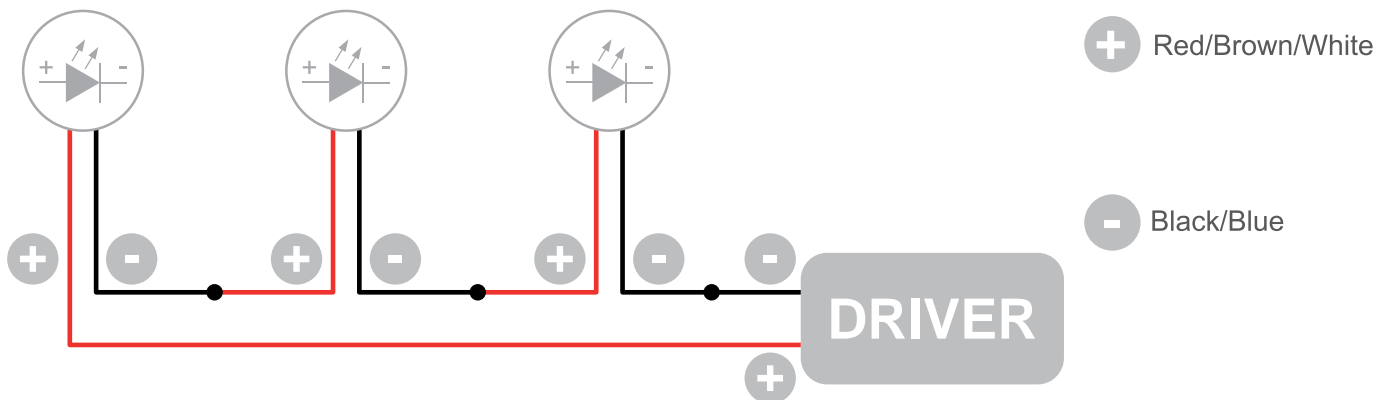 + -
+ -
+ -
+ Red/Brown/White
- Black/Blue
+ - + - + - -
DRIVER
+